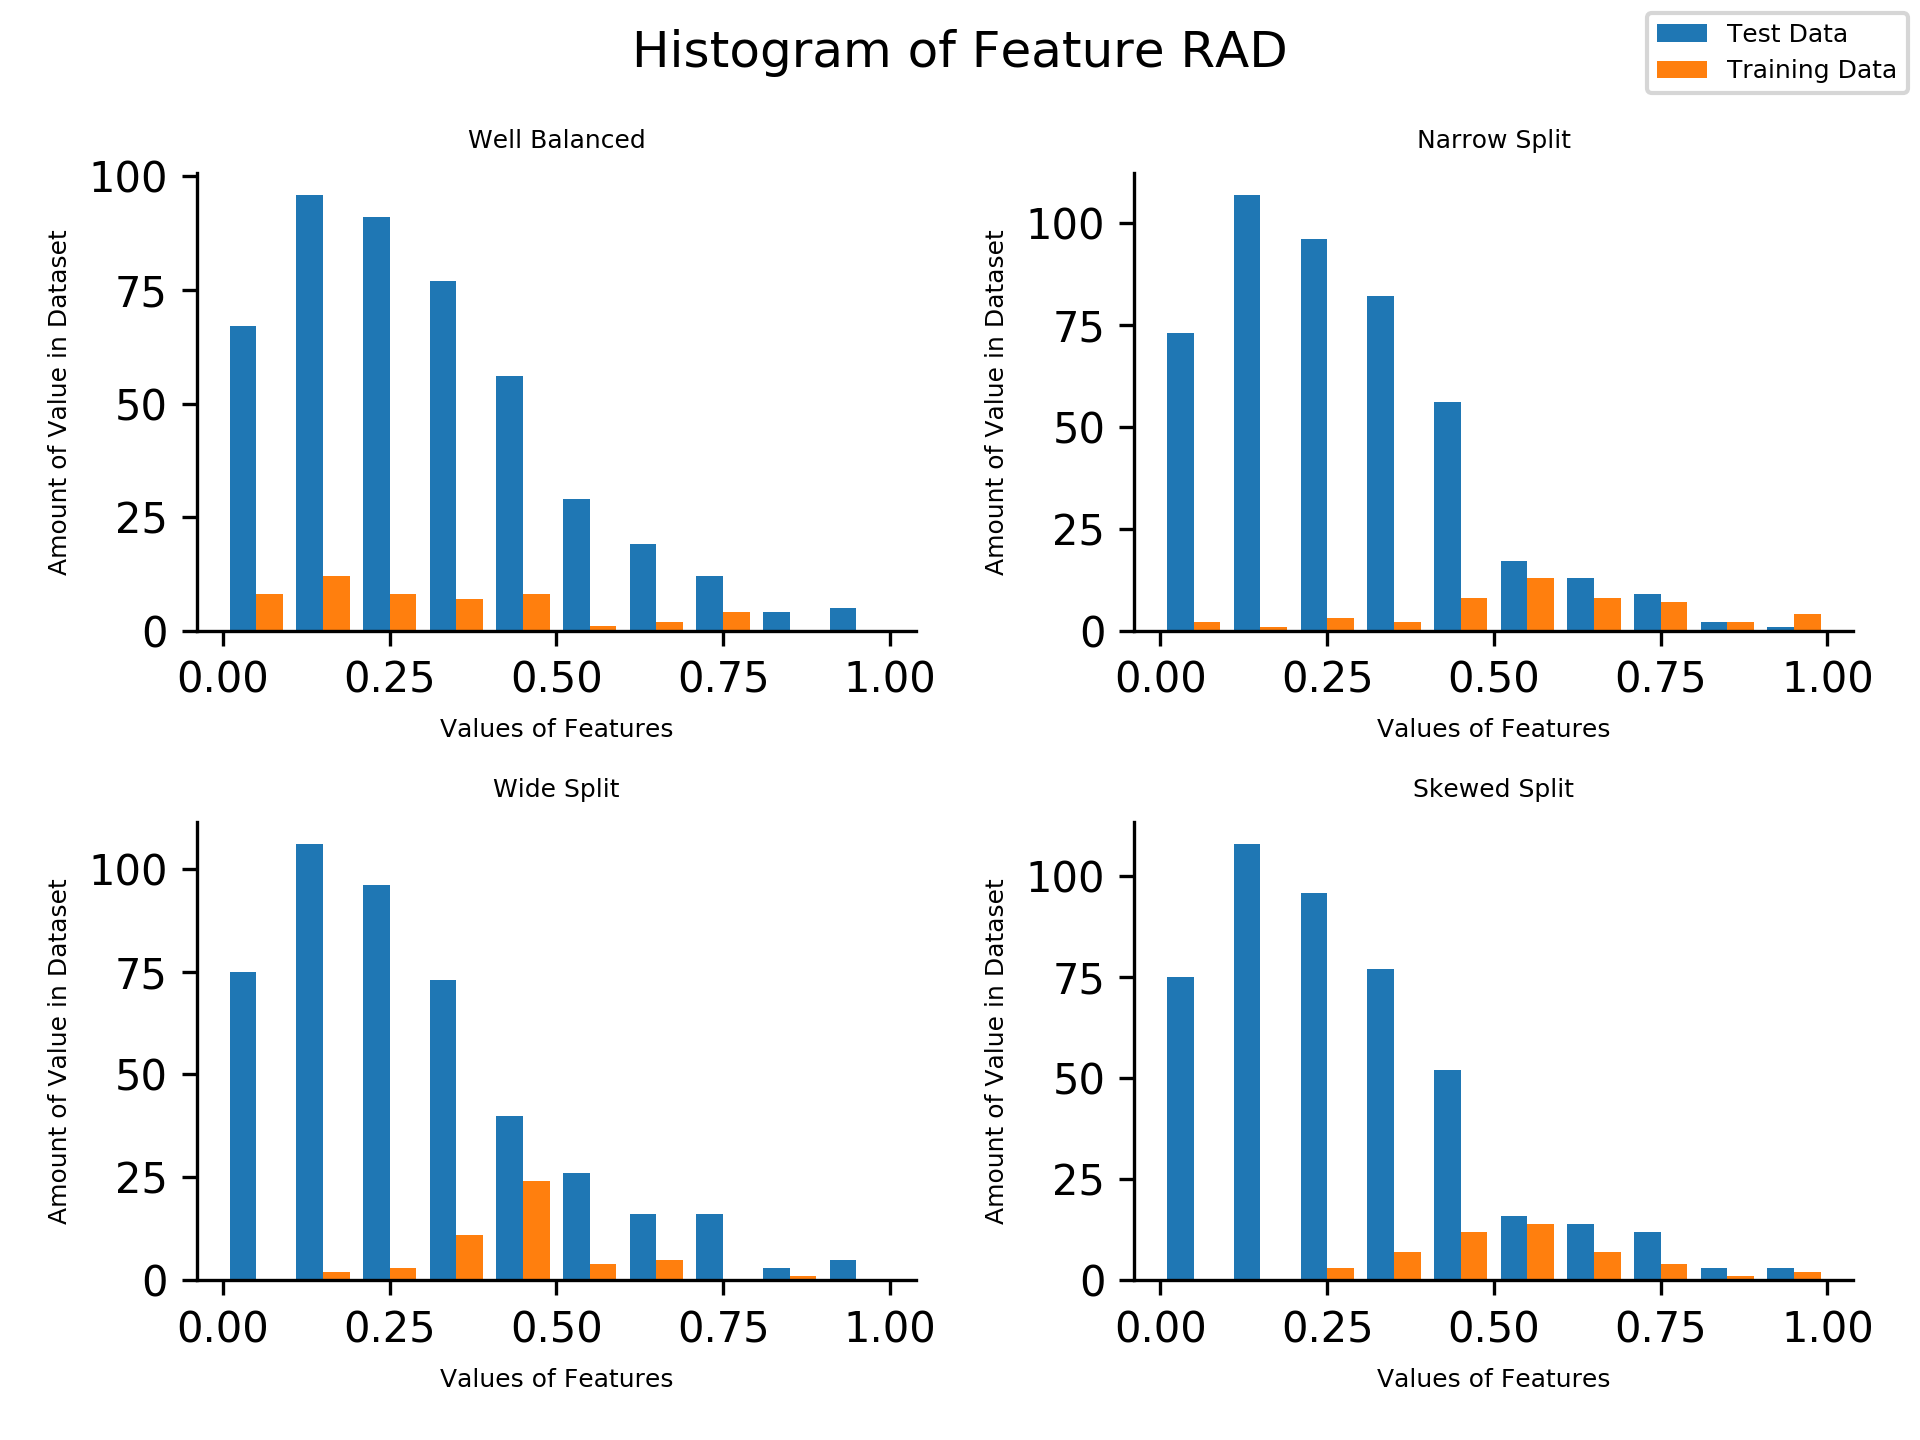 Histogram of Feature RAD
Test Data
Training Data
Well Balanced
Amount of Value in Dataset
100
75
50
25
0
0.00 0.25 0.50 0.75 1.00
Values of Features
Narrow Split
Amount of Value in Dataset
100
75
50
25
0
0.00 0.25 0.50 0.75 1.00
Values of Features
Wide Split
Amount of Value in Dataset
100
75
50
25
0
0.00 0.25 0.50 0.75 1.00
Values of Features
Skewed Split
Amount of Value in Dataset
100
75
50
25
0
0.00 0.25 0.50 0.75 1.00
Values of Features